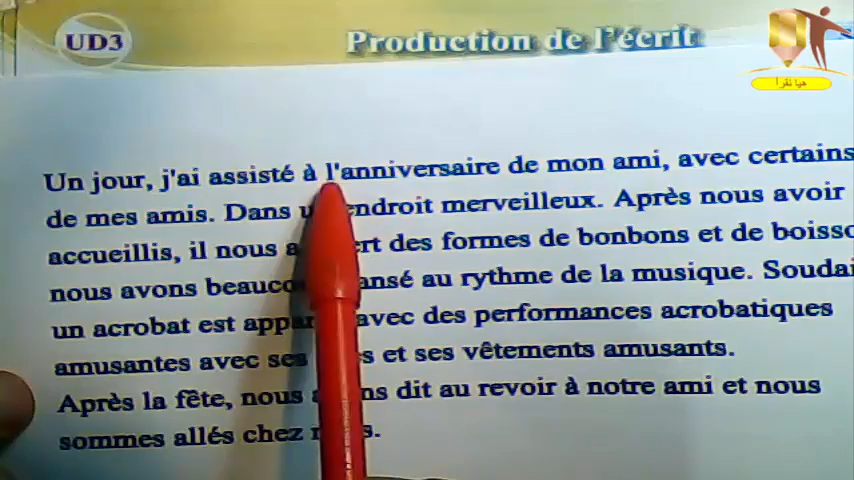 UD3
Production de l'écrit
هيا نقرأ
Un jour, j'ai assisté à l'anniversaire de mon ami, avec certains
de mes amis. Dans endroit merveilleux. Après nous avoir
accueillis, il nous des formes de bonbons et de
nous avons au rythme de la musique.
un acrobat est avec des performances acrobatiques
amusantes avec ses et ses vêtements amusants.
Après la fête, nous dit au revoir à notre ami et nous
sommes allés chez